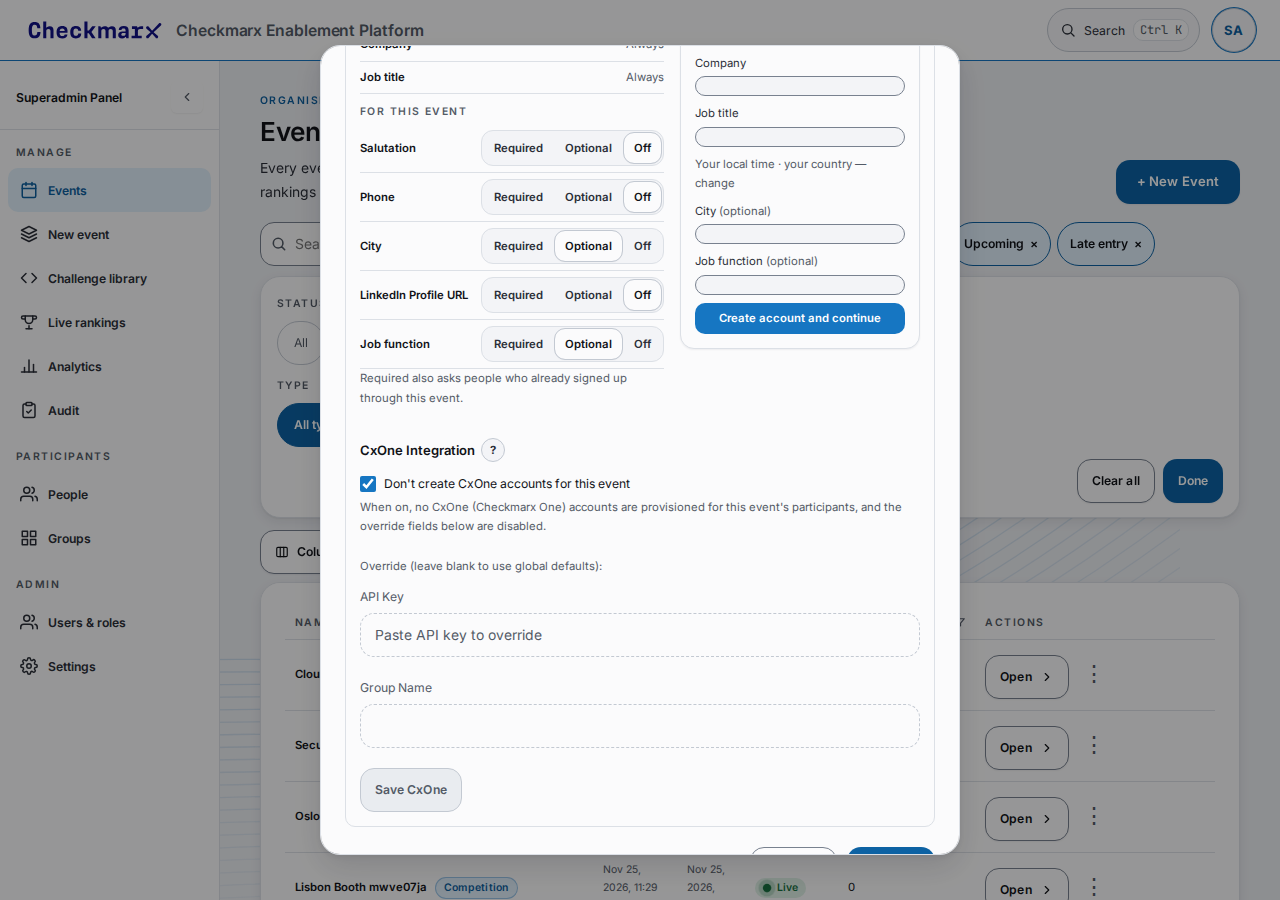 Checkmarx Checkmarx Enablement Platform
Search Ctrl K
SA
Superadmin Panel
MANAGE
Events
New event
Challenge library
Live rankings
Analytics
Audit
PARTICIPANTS
People
Groups
ADMIN
Users & roles
Settings
Every
rankings
+ New Event
Upcoming ×
Late entry ×
All
TYPE
Clear all
Done
Company Always
Job title Always
FOR THIS EVENT
Salutation Required Optional Off
Phone Required Optional Off
City Required Optional Off
LinkedIn Profile URL Required Optional Off
Job function Required Optional Off
Required also asks people who already signed up
through this event.
Company
Job title
Your local time · your country —
change
City (optional)
Job function (optional)
Create account and continue
CxOne Integration ?
Don't create CxOne accounts for this event
When on, no CxOne (Checkmarx One) accounts are provisioned for this event's participants, and the
override fields below are disabled.
Override (leave blank to use global defaults):
API Key
Paste API key to override
Group Name
Save CxOne
ACTIONS
Open
Open
Open
Oslo
Lisbon Booth mwve07ja Competition Nov 25,
2026, 11:29 Nov 25,
2026, Live 0 Open